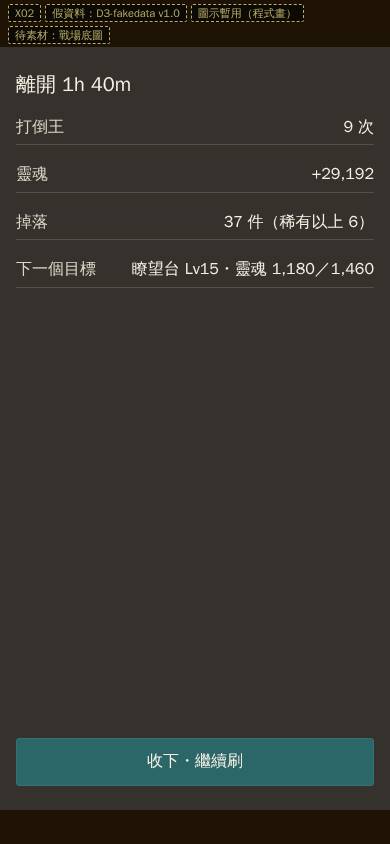 X02 假資料：D3-fakedata v1.0 圖示暫用（程式畫）
待素材：戰場底圖
離開 1h 40m
打倒王 9 次
靈魂 +29,192
掉落 37 件（稀有以上 6）
下一個目標 瞭望台 Lv15・靈魂 1,180／1,460
收下・繼續刷